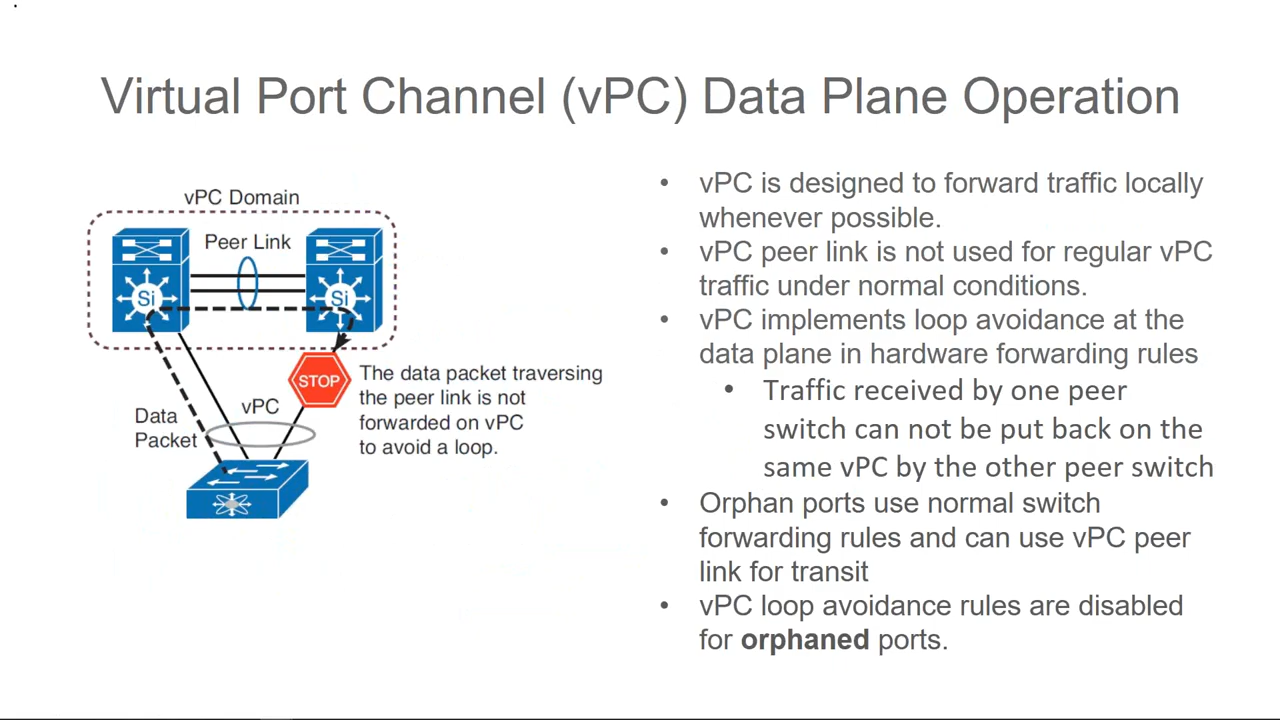 Virtual Port Channel (vPC) Data Plane Operation
vPC Domain
Peer Link
Si
Si
STOP
The data packet traversing
the peer link is not
forwarded on vPC
to avoid a loop.
vPC
Data
Packet
• vPC is designed to forward traffic locally
whenever possible.
• vPC peer link is not used for regular vPC
traffic under normal conditions.
• vPC implements loop avoidance at the
data plane in hardware forwarding rules
• Traffic received by one peer
switch can not be put back on the
same vPC by the other peer switch
• Orphan ports use normal switch
forwarding rules and can use vPC peer
link for transit
• vPC loop avoidance rules are disabled
for orphaned ports.